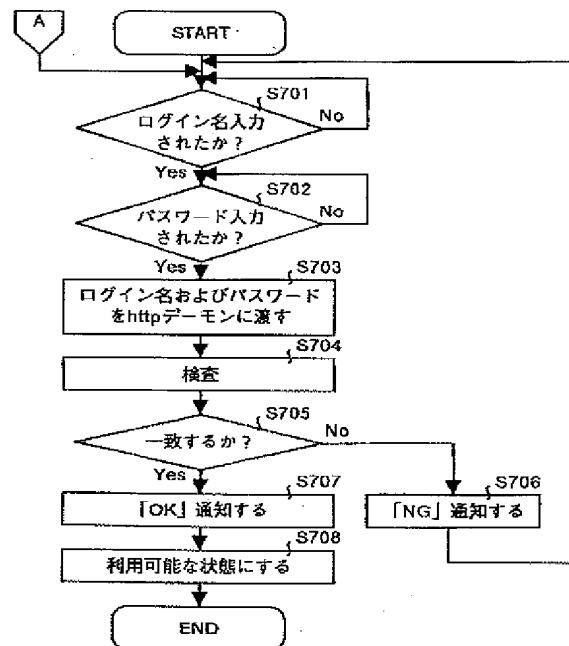 A
START
S701
ログイン名入力
されたか?
No
Yes
S702
パスワード入力
されたか?
No
Yes
S703
ログイン名およびパスワード
をhttpデーモンに渡す
S704
検査
S705
一致するか?
No
Yes
S707
「OK」通知する
S706
「NG」通知する
S708
利用可能な状態にする
END